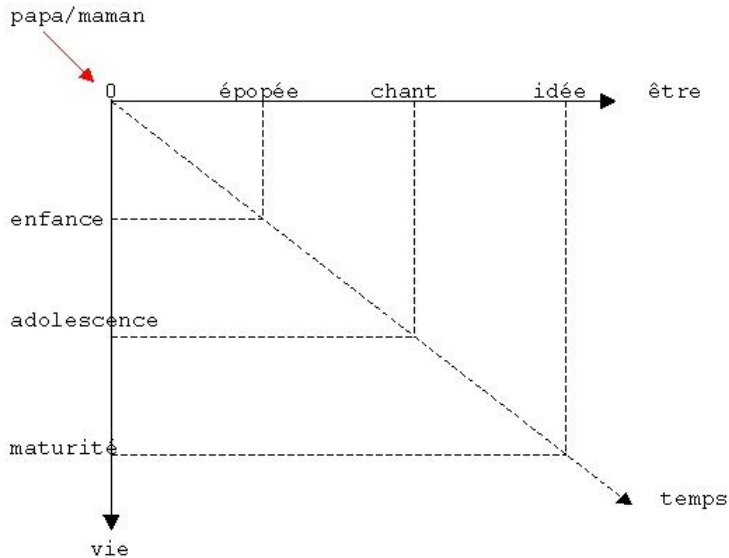 papa/maman
0 épopée chant idée être
enfance
adolescence
maturité
temps
vie